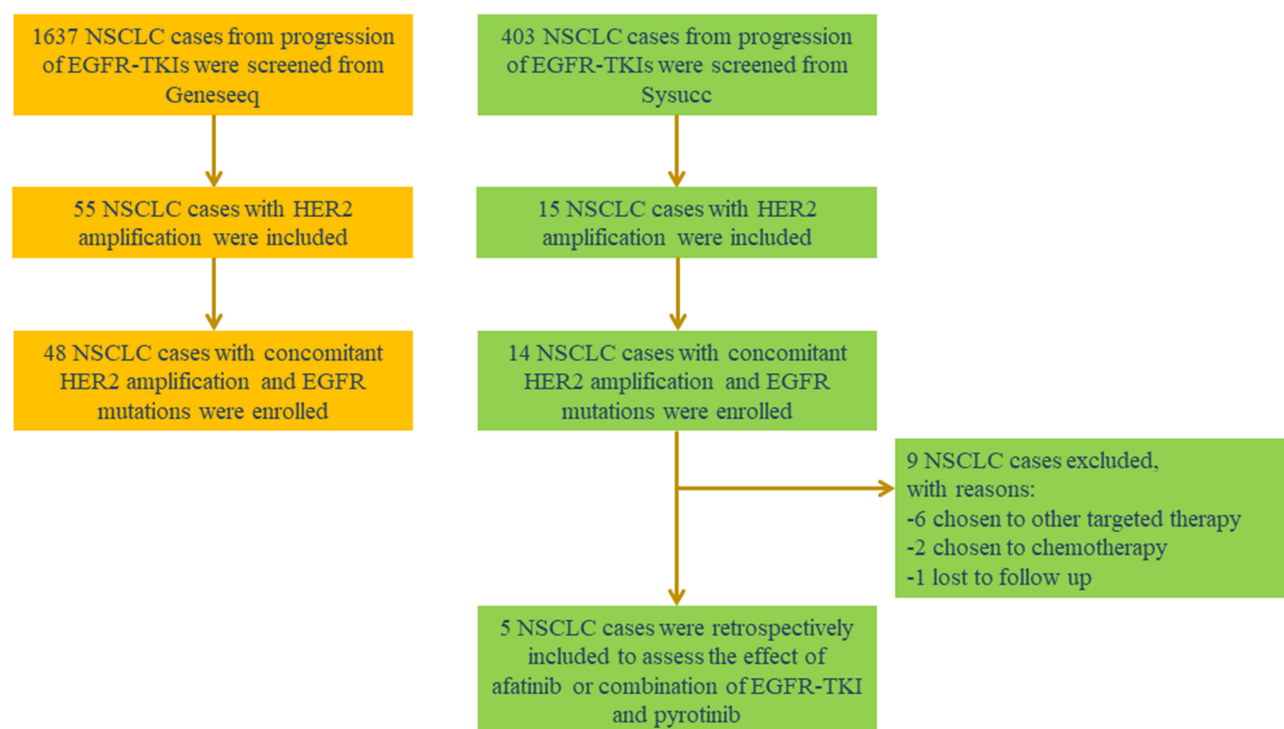 1637 NSCLC cases from progression
of EGFR-TKIs were screened from
Geneseeq
403 NSCLC cases from progression
of EGFR-TKIs were screened from
Sysucc
55 NSCLC cases with HER2
amplification were included
15 NSCLC cases with HER2
amplification were included
48 NSCLC cases with concomitant
HER2 amplification and EGFR
mutations were enrolled
14 NSCLC cases with concomitant
HER2 amplification and EGFR
mutations were enrolled
9 NSCLC cases excluded,
with reasons:
-6 chosen to other targeted therapy
-2 chosen to chemotherapy
-1 lost to follow up
5 NSCLC cases were retrospectively
included to assess the effect of
afatinib or combination of EGFR-TKI
and pyrotinib